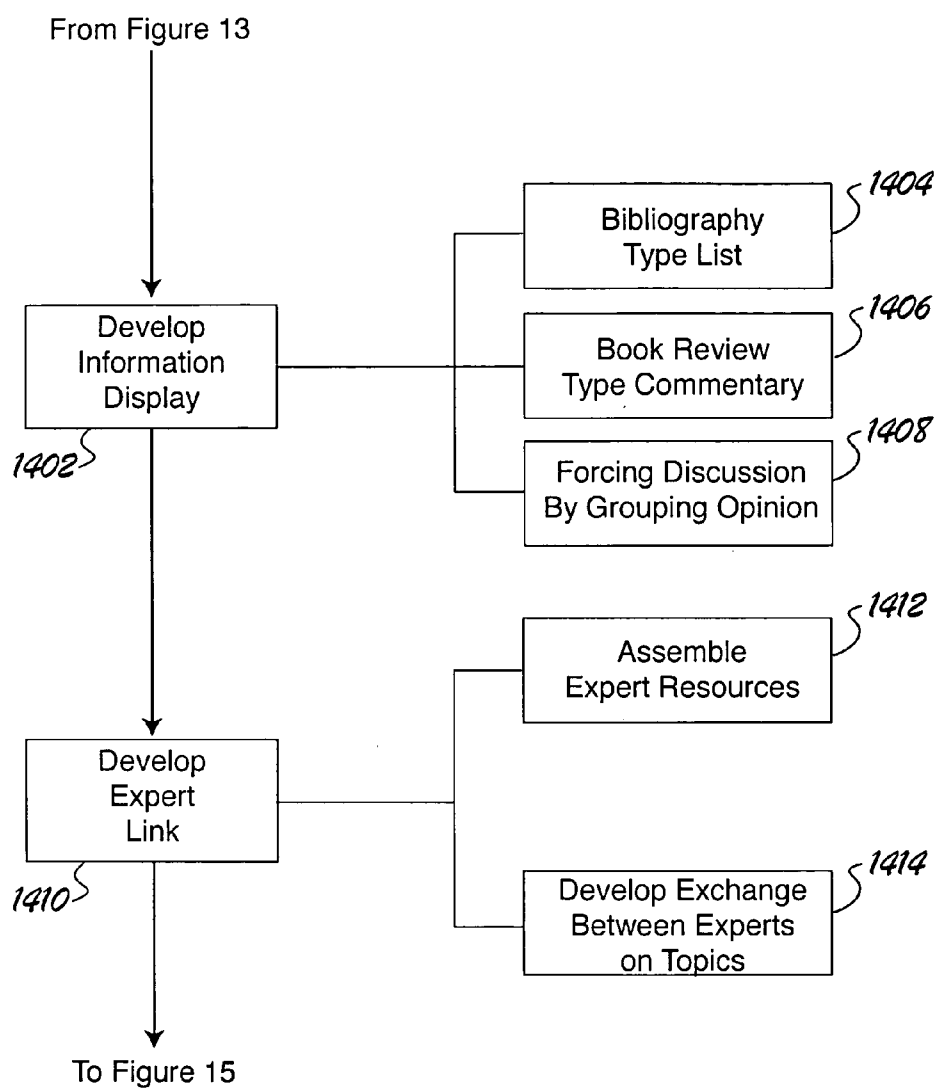 From Figure 13
1404
Bibliography
Type List
Develop
Information
Display
1402
1406
Book Review
Type Commentary
1408
Forcing Discussion
By Grouping Opinion
1412
Assemble
Expert Resources
Develop
Expert
Link
1410
1414
Develop Exchange
Between Experts
on Topics
To Figure 15